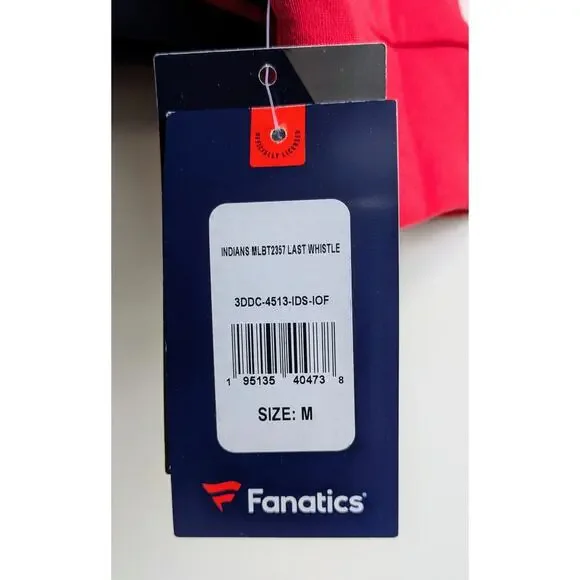 OFFICIALLY LICENSED
INDIANS MLBT2357 LAST WHISTLE
3DDC-4513-IDS-IOF
1 95135 40473 8
SIZE: M
Fanatics